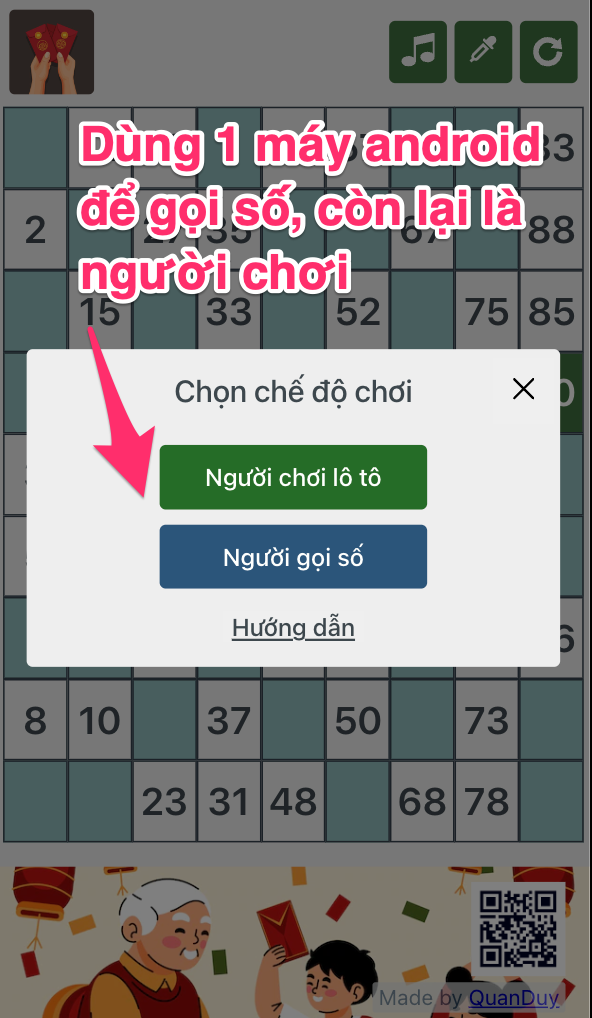 Dùng 1 máy android
để gọi số, còn lại là
người chơi
33
2 27 35 67 88
15 33 52 75 85
Chọn chế độ chơi
Người chơi lô tô
Người gọi số
Hướng dẫn
8 10 37 50 73
23 31 48 68 78
Made by QuanDuy